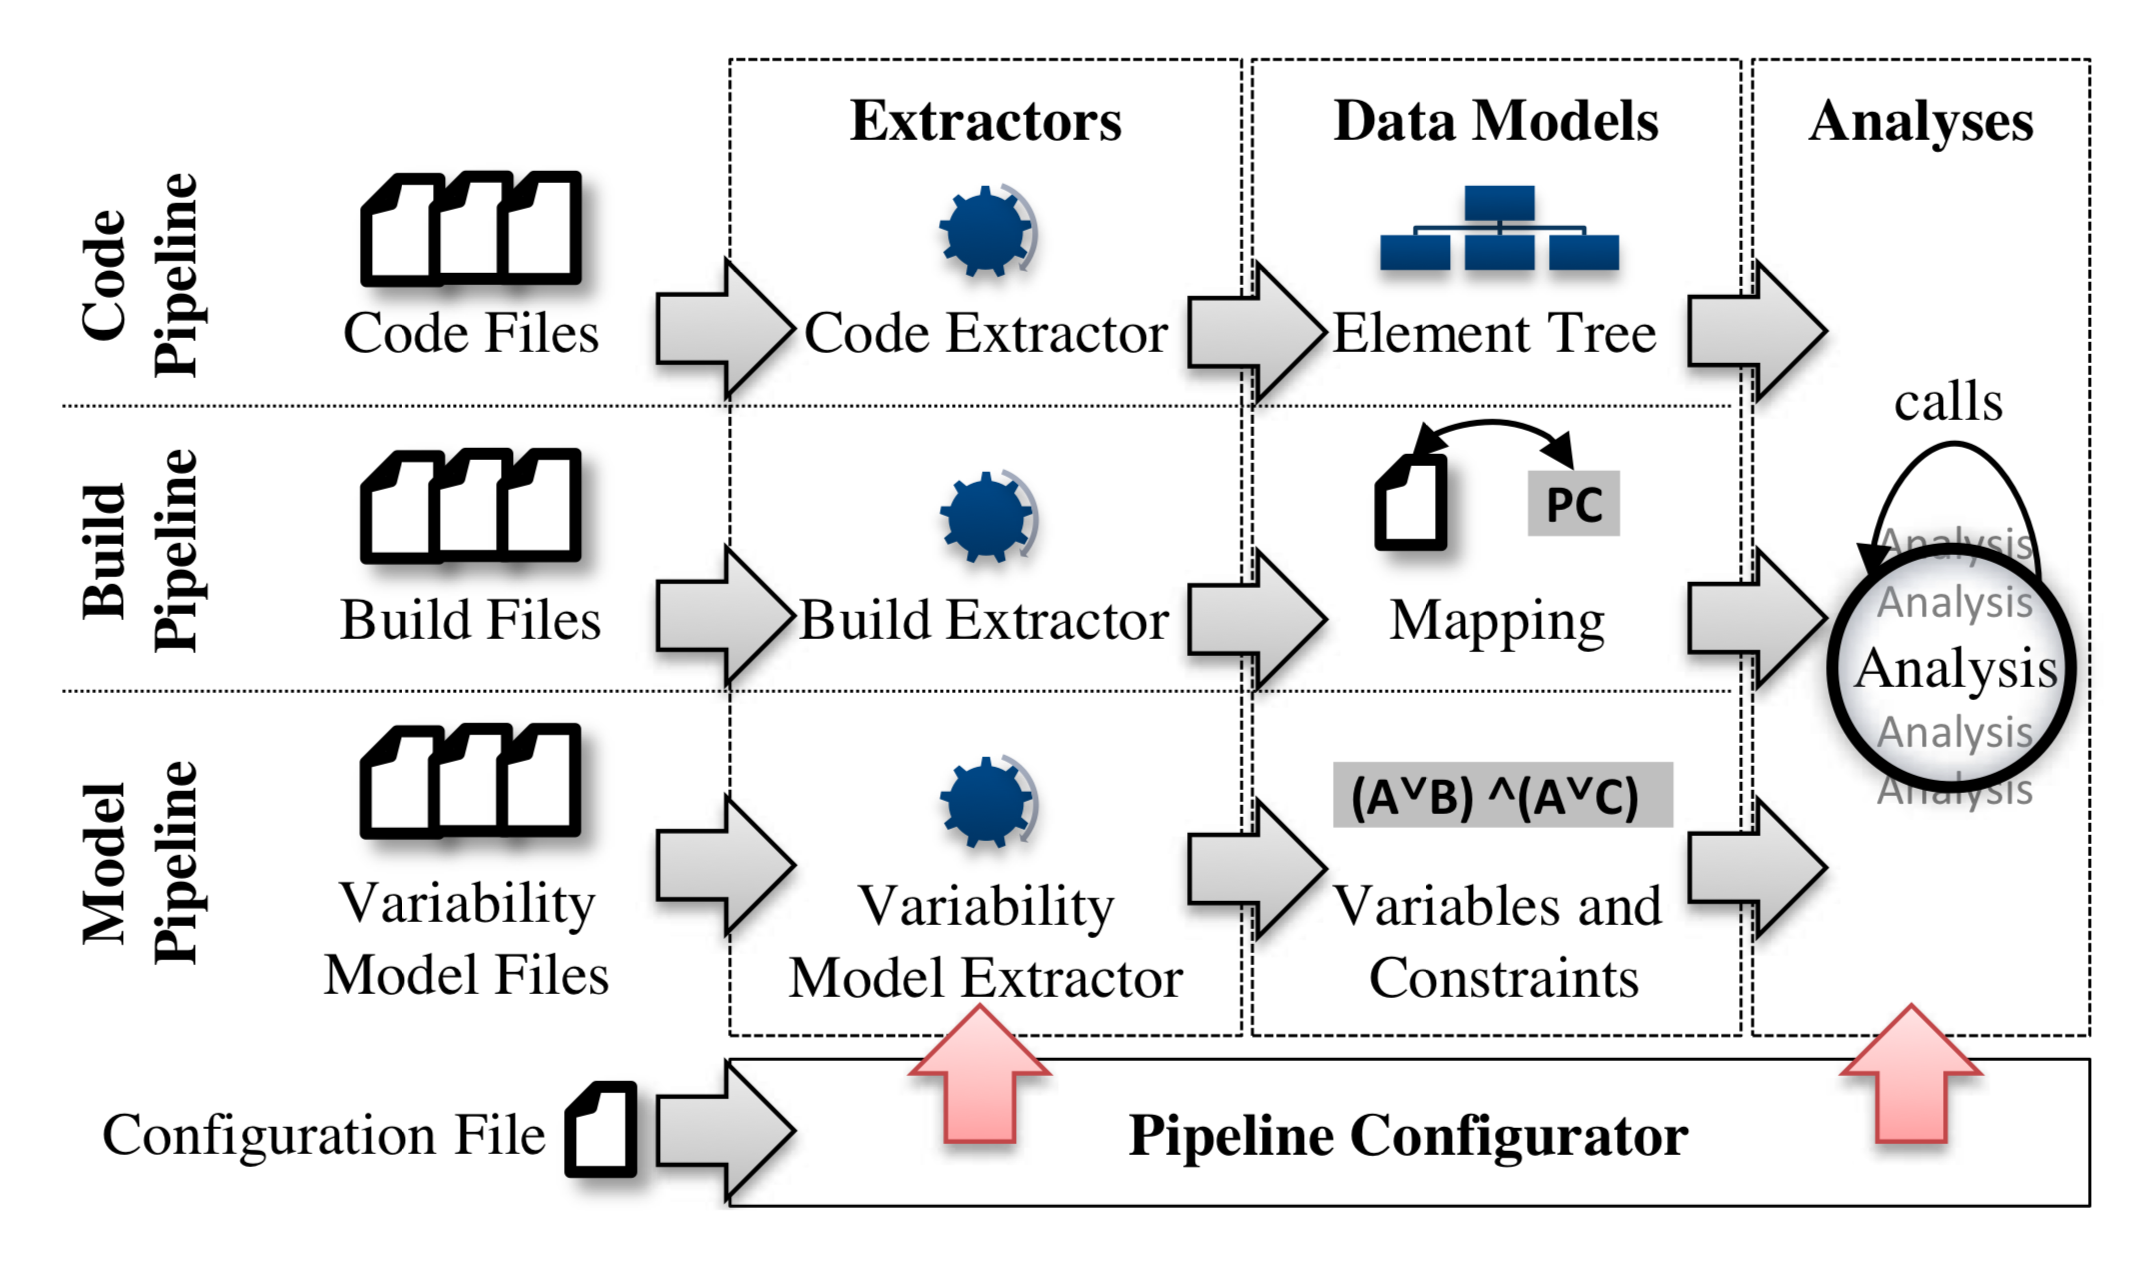 Extractors
Data Models
Analyses
Code
Pipeline
Code Files
Code Extractor
Element Tree
calls
Build
Pipeline
Build Files
Build Extractor
PC
Mapping
Analysis
Analysis
Analysis
Analysis
Analysis
Model
Pipeline
Variability
Model Files
Variability
Model Extractor
(A∨B) ^(A∨C)
Variables and
Constraints
Configuration File
Pipeline Configurator